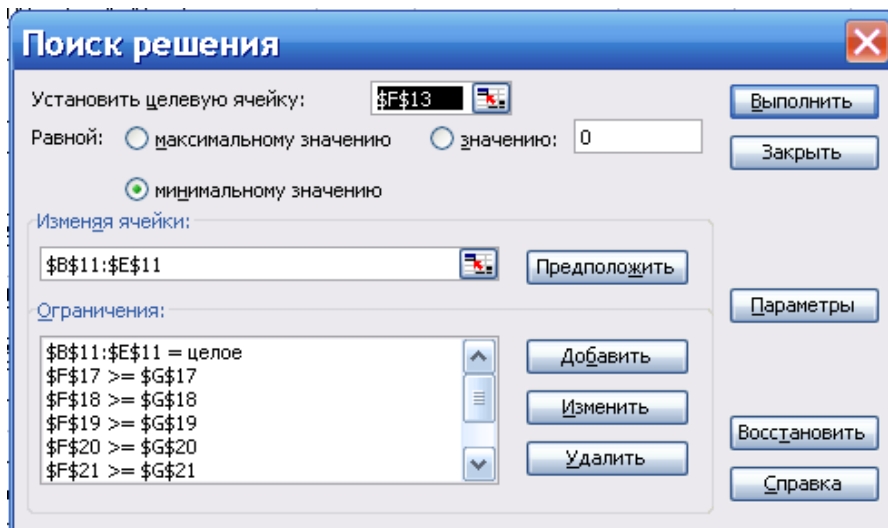 Поиск решения
Установить целевую ячейку: $F$13
Выполнить
Равной: максимальному значению значению: 0
Закрыть
минимальному значению
Изменяя ячейки:
$B$11:$E$11
Предположить
Параметры
Ограничения:
$B$11:$E$11 = целое
$F$17 >= $G$17
$F$18 >= $G$18
$F$19 >= $G$19
$F$20 >= $G$20
$F$21 >= $G$21
Добавить
Изменить
Удалить
Восстановить
Справка